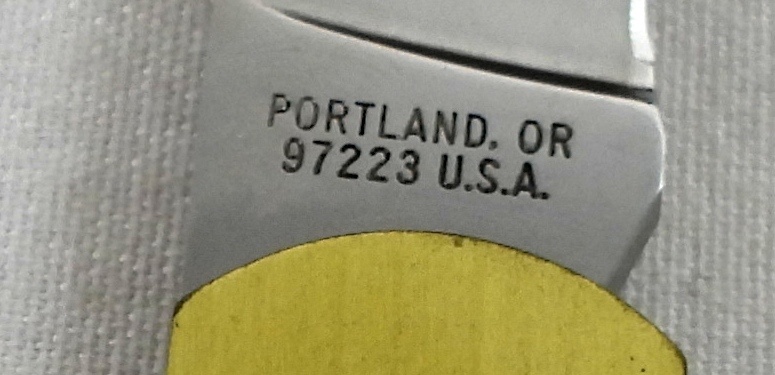 PORTLAND. OR
97223 U.S.A.